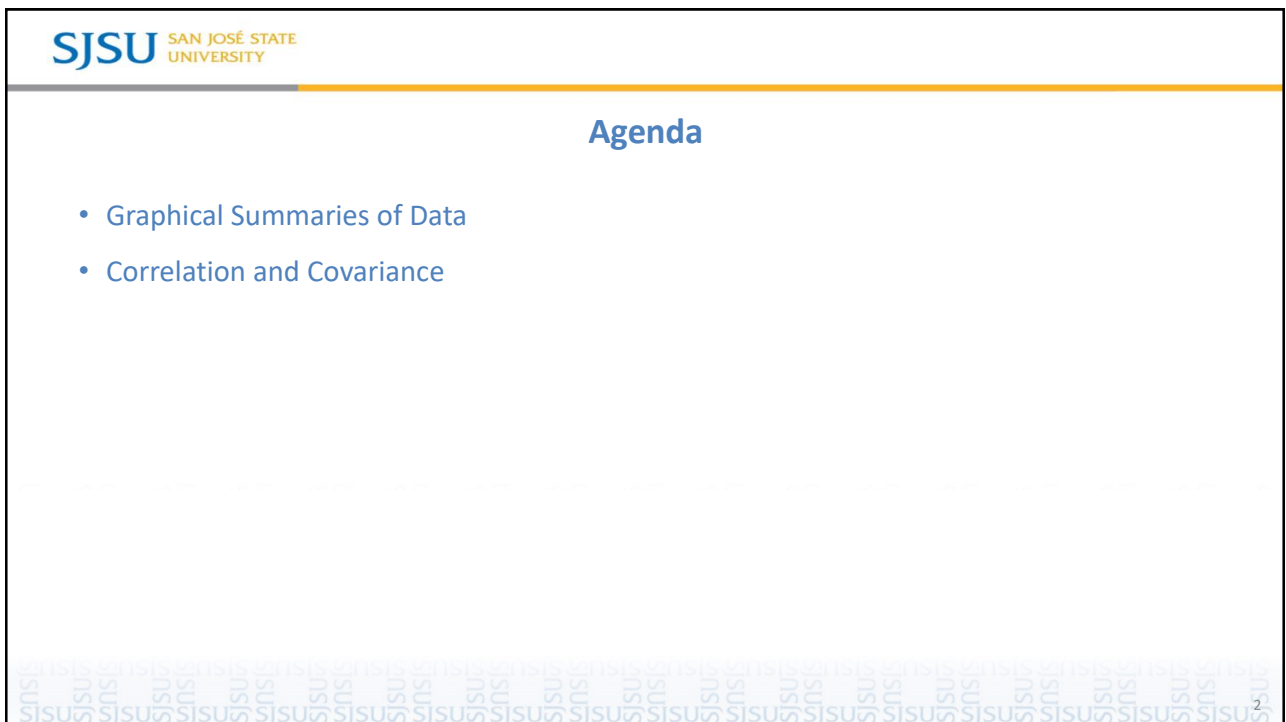 SJSU SAN JOSÉ STATE
UNIVERSITY
Agenda
• Graphical Summaries of Data
• Correlation and Covariance
2